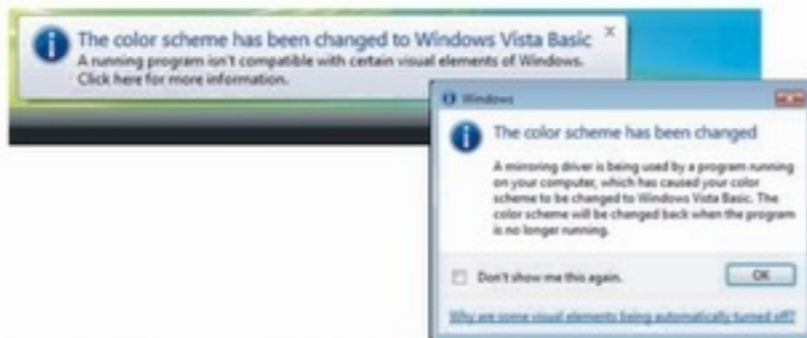 The color scheme has been changed to Windows Vista Basic
A running program isn't compatible with certain visual elements of Windows.
Click here for more information.
Windows
The color scheme has been changed
A mirroring driver is being used by a program running
on your computer, which has caused your color
scheme to be changed to Windows Vista Basic. The
color scheme will be changed back when the program
is no longer running.
Don't show me this again.
OK
Why are some visual elements being automatically turned off?